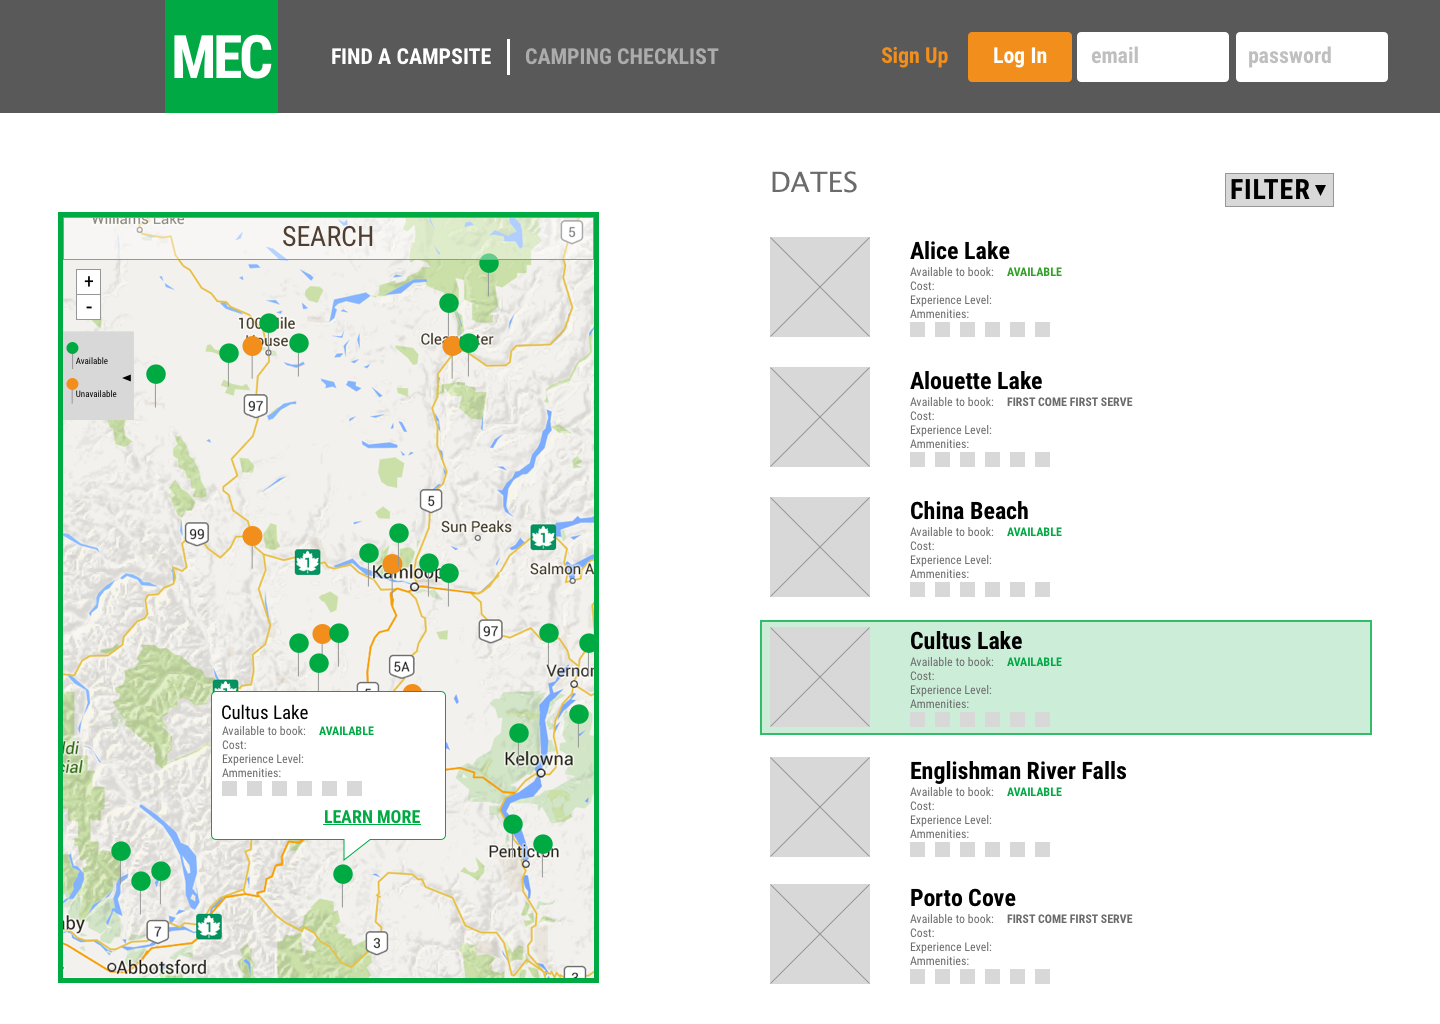 MEC
FIND A CAMPSITE
CAMPING CHECKLIST
Sign Up
Log In
email
password
DATES
FILTER ▼
Williams Lake
SEARCH
5
+
-
Available
Unavailable
97
5
99
Sun Peaks
1
1
Kamloops
Salmon A
97
5A
Vernon
Cultus Lake
Available to book: AVAILABLE
Cost:
Experience Level:
Ammenities:
LEARN MORE
Kelowna
Penticton
7
1
3
Abbotsford
3
Alice Lake
Available to book: AVAILABLE
Cost:
Experience Level:
Ammenities:
Alouette Lake
Available to book: FIRST COME FIRST SERVE
Cost:
Experience Level:
Ammenities:
China Beach
Available to book: AVAILABLE
Cost:
Experience Level:
Ammenities:
Cultus Lake
Available to book: AVAILABLE
Cost:
Experience Level:
Ammenities:
Englishman River Falls
Available to book: AVAILABLE
Cost:
Experience Level:
Ammenities:
Porto Cove
Available to book: FIRST COME FIRST SERVE
Cost:
Experience Level:
Ammenities: